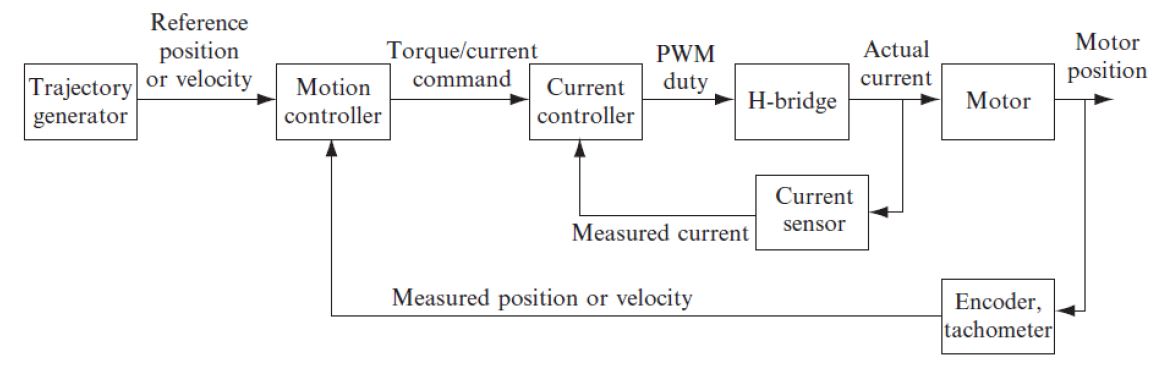 Reference
position
or velocity
Trajectory
generator
Motion
controller
Torque/current
command
Current
controller
PWM
duty
H-bridge
Actual
current
Motor
Motor
position
Current
sensor
Measured current
Measured position or velocity
Encoder,
tachometer